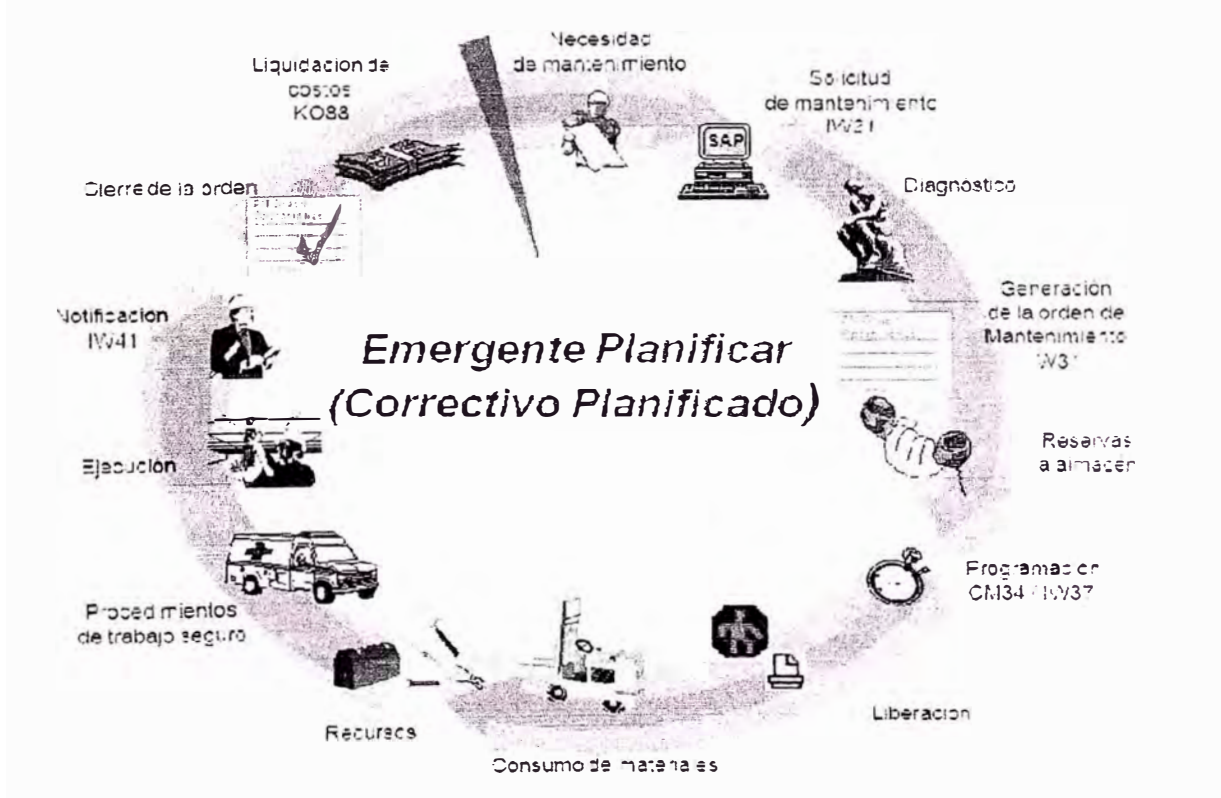 Necesidad
de mantenimiento
Solicitud
de mantenimiento
IW21
SAP
Diagnóstico
Generación
de la orden de
Mantenimiento
IW31
Reservas
a almacén
Programación
CM34 / IW37
Liberación
Consumo de materiales
Recursos
Procedimientos
de trabajo seguro
Ejecución
Notificación
IW41
Cierre de la orden
Liquidación de
costos
KO88
Emergente Planificar
(Correctivo Planificado)